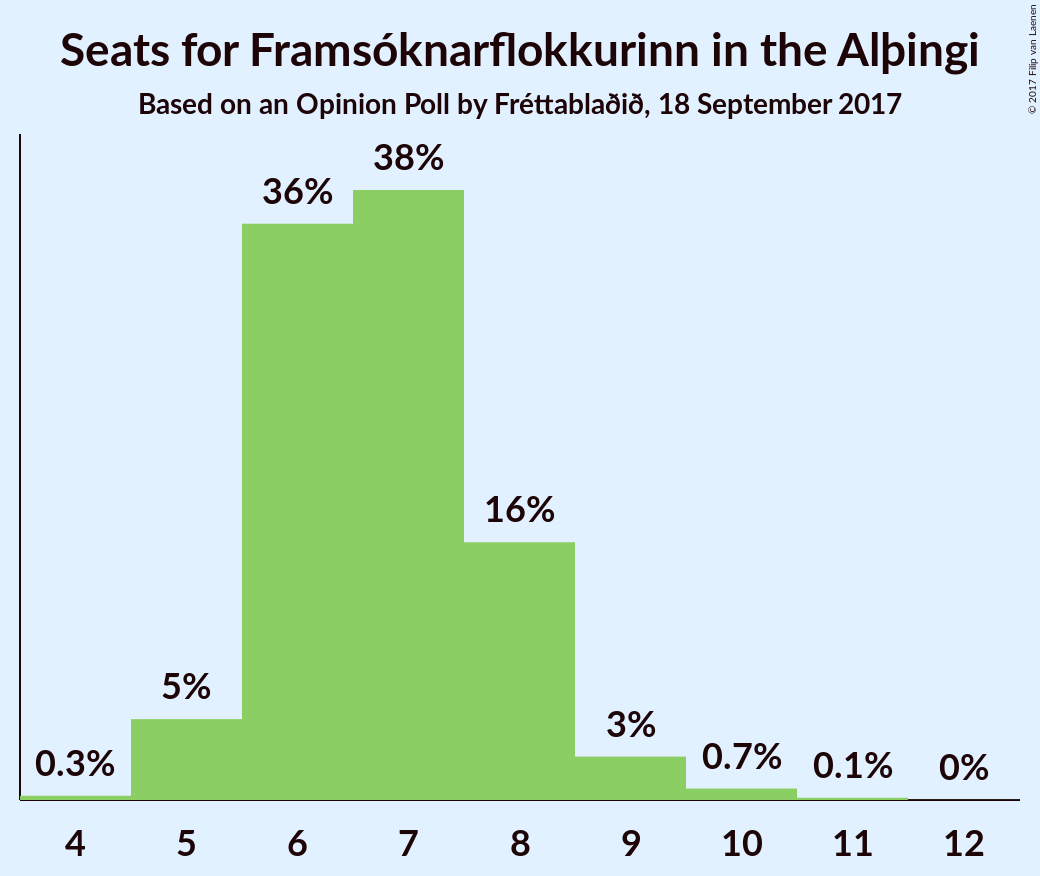 Seats for Framsóknarflokkurinn in the Alþingi
Based on an Opinion Poll by Fréttablaðið, 18 September 2017
© 2017 Filip van Laenen
38%
36%
16%
5%
3%
0.3%
0.7%
0.1%
0%
4 5 6 7 8 9 10 11 12